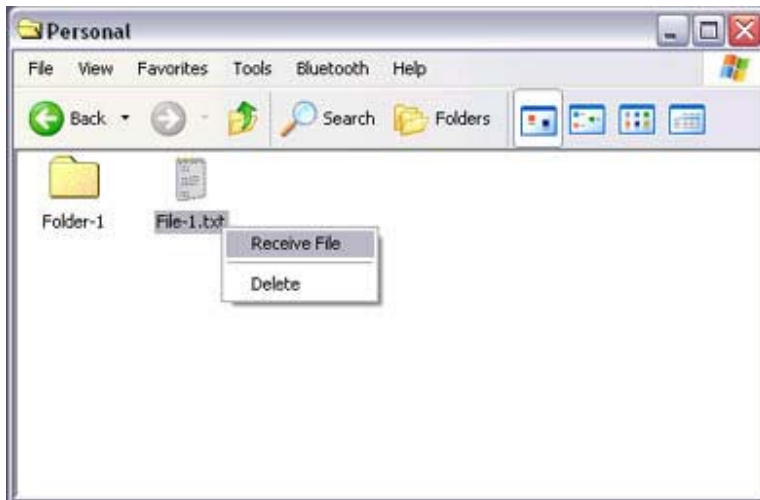 Personal
File View Favorites Tools Bluetooth Help
Back Search Folders
Folder-1 File-1.txt
Receive File
Delete